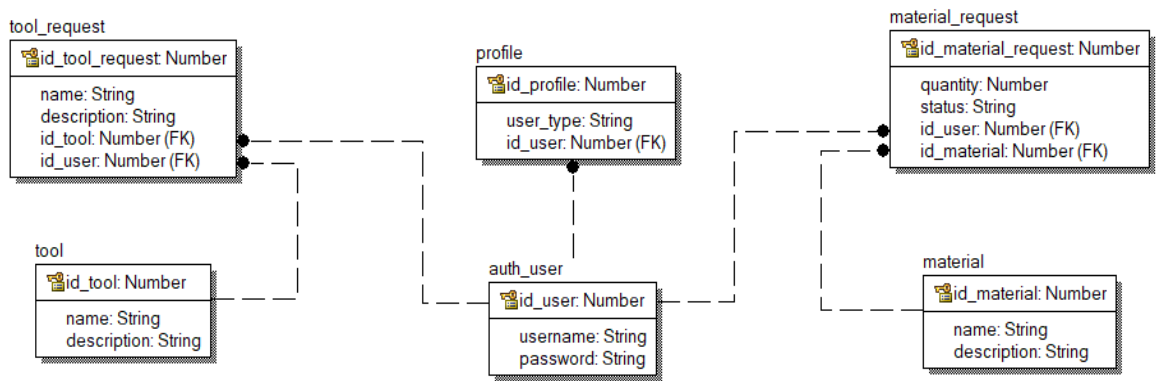 tool_request
id_tool_request: Number
name: String
description: String
id_tool: Number (FK)
id_user: Number (FK)
profile
id_profile: Number
user_type: String
id_user: Number (FK)
material_request
id_material_request: Number
quantity: Number
status: String
id_user: Number (FK)
id_material: Number (FK)
tool
id_tool: Number
name: String
description: String
auth_user
id_user: Number
username: String
password: String
material
id_material: Number
name: String
description: String